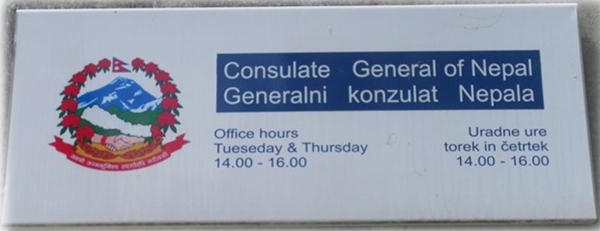 Consulate General of Nepal
Generalni konzulat Nepala
Office hours
Tueseday & Thursday
14.00 - 16.00
Uradne ure
torek in četrtek
14.00 - 16.00